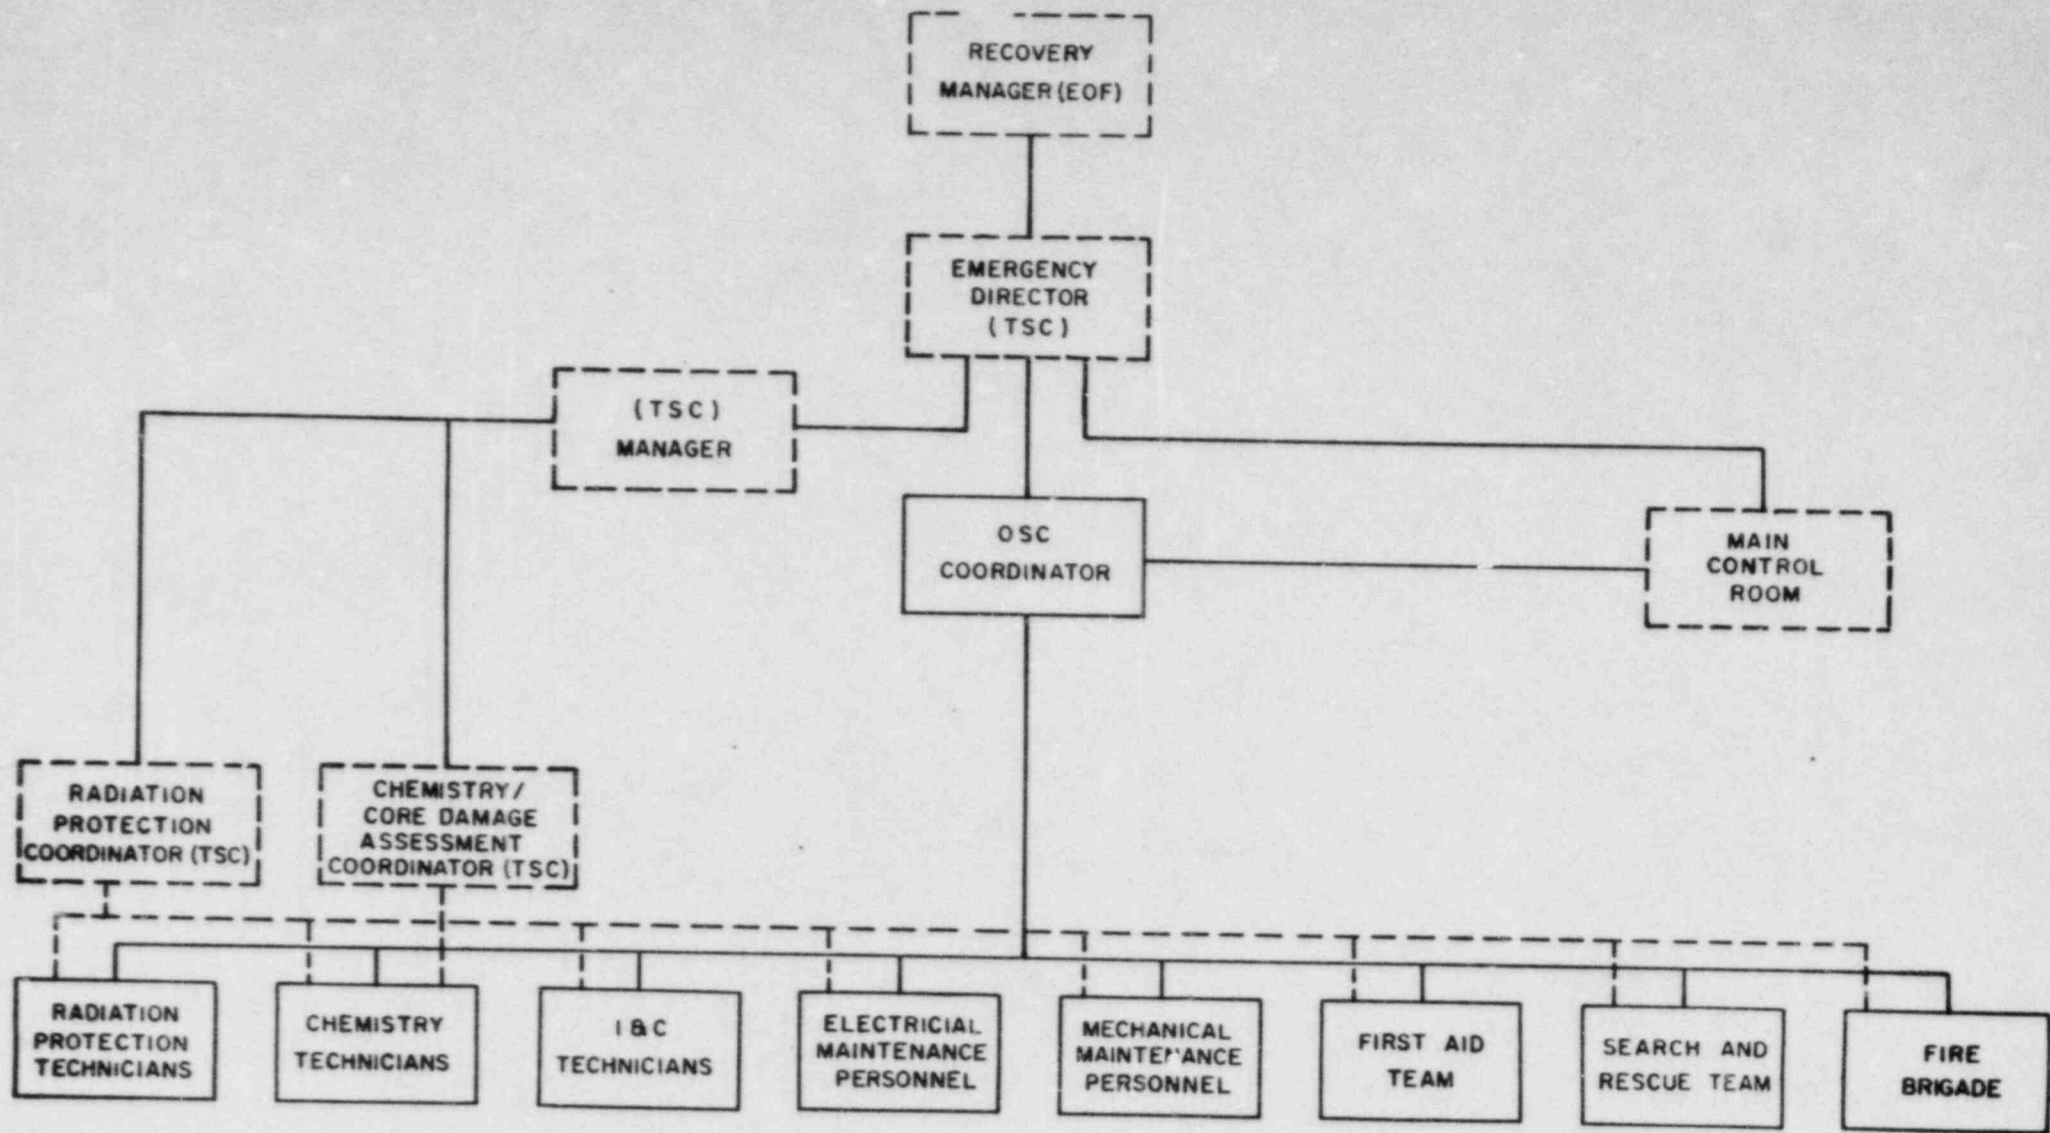 RECOVERY
MANAGER (EOF)
EMERGENCY
DIRECTOR
(TSC)
(TSC)
MANAGER
OSC
COORDINATOR
MAIN
CONTROL
ROOM
RADIATION
PROTECTION
COORDINATOR (TSC)
CHEMISTRY/
CORE DAMAGE
ASSESSMENT
COORDINATOR (TSC)
RADIATION
PROTECTION
TECHNICIANS
CHEMISTRY
TECHNICIANS
I & C
TECHNICIANS
ELECTRICIAL
MAINTENANCE
PERSONNEL
MECHANICAL
MAINTENANCE
PERSONNEL
FIRST AID
TEAM
SEARCH AND
RESCUE TEAM
FIRE
BRIGADE